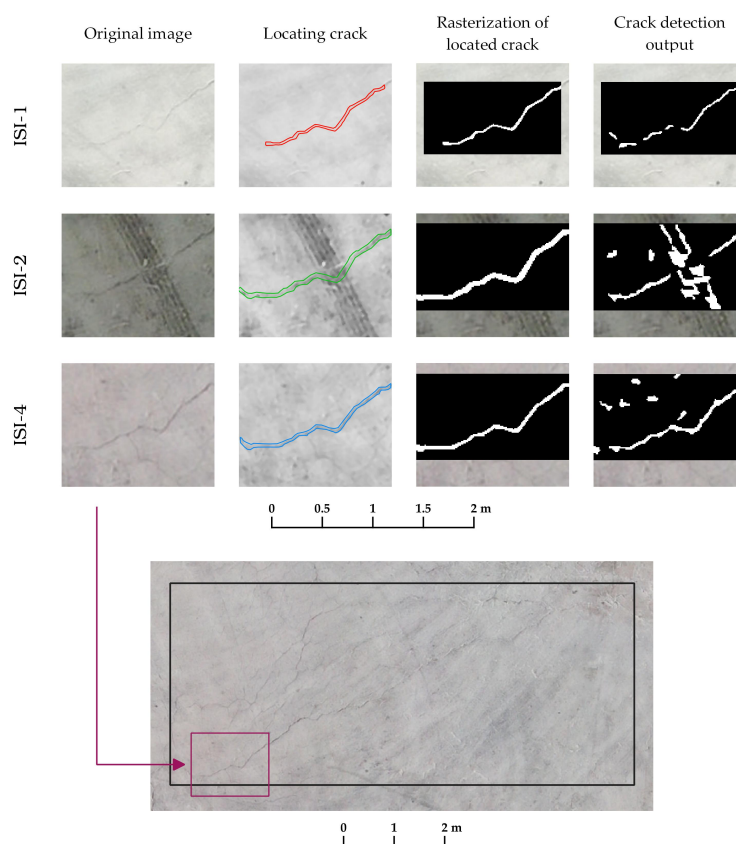 Original image
Locating crack
Rasterization of
located crack
Crack detection
output
ISI-1
ISI-2
ISI-4
0 0.5 1 1.5 2 m
0 1 2 m